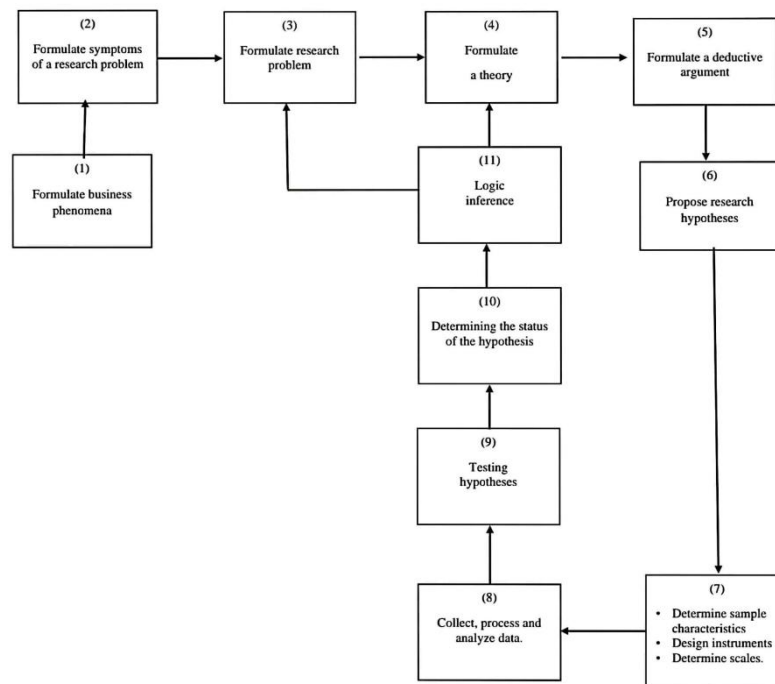 (2)
Formulate symptoms
of a research problem
(3)
Formulate research
problem
(4)
Formulate
a theory
(5)
Formulate a deductive
argument
(1)
Formulate business
phenomena
(11)
Logic
inference
(6)
Propose research
hypotheses
(10)
Determining the status
of the hypothesis
(9)
Testing
hypotheses
(8)
Collect, process and
analyze data.
(7)
• Determine sample
characteristics
• Design instruments
• Determine scales.